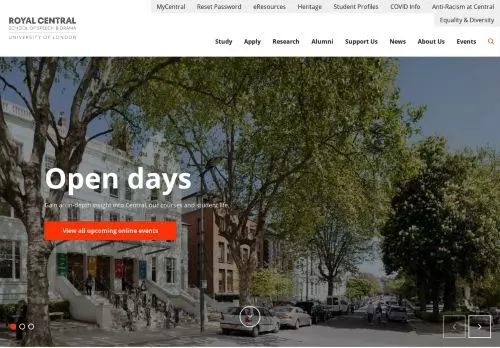 MyCentral Reset Password eResources Heritage Student Profiles COVID Info Anti-Racism at Central
Equality & Diversity
ROYAL CENTRAL
SCHOOL OF SPEECH & DRAMA
UNIVERSITY OF LONDON
Study Apply Research Alumni Support Us News About Us Events
Open days
Gain an in-depth insight into Central, our courses and student life.
View all upcoming online events